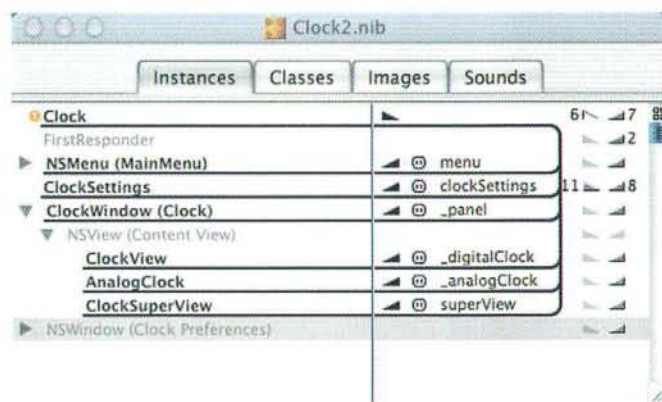 Clock2.nib
Instances Classes Images Sounds
Clock 6 7
FirstResponder 2
NSMenu (MainMenu) menu
ClockSettings clockSettings 11 8
ClockWindow (Clock) _panel
NSView (Content View)
ClockView _digitalClock
AnalogClock _analogClock
ClockSuperView superView
NSWindow (Clock Preferences)